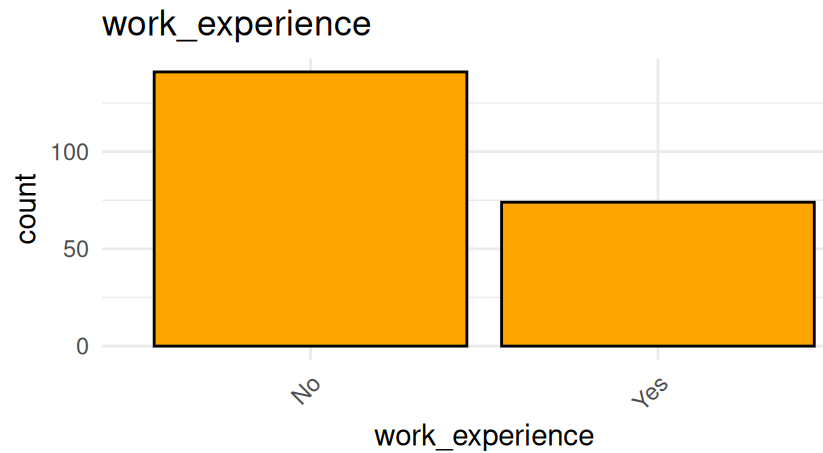 work_experience
count
100
50
0
No
Yes
work_experience